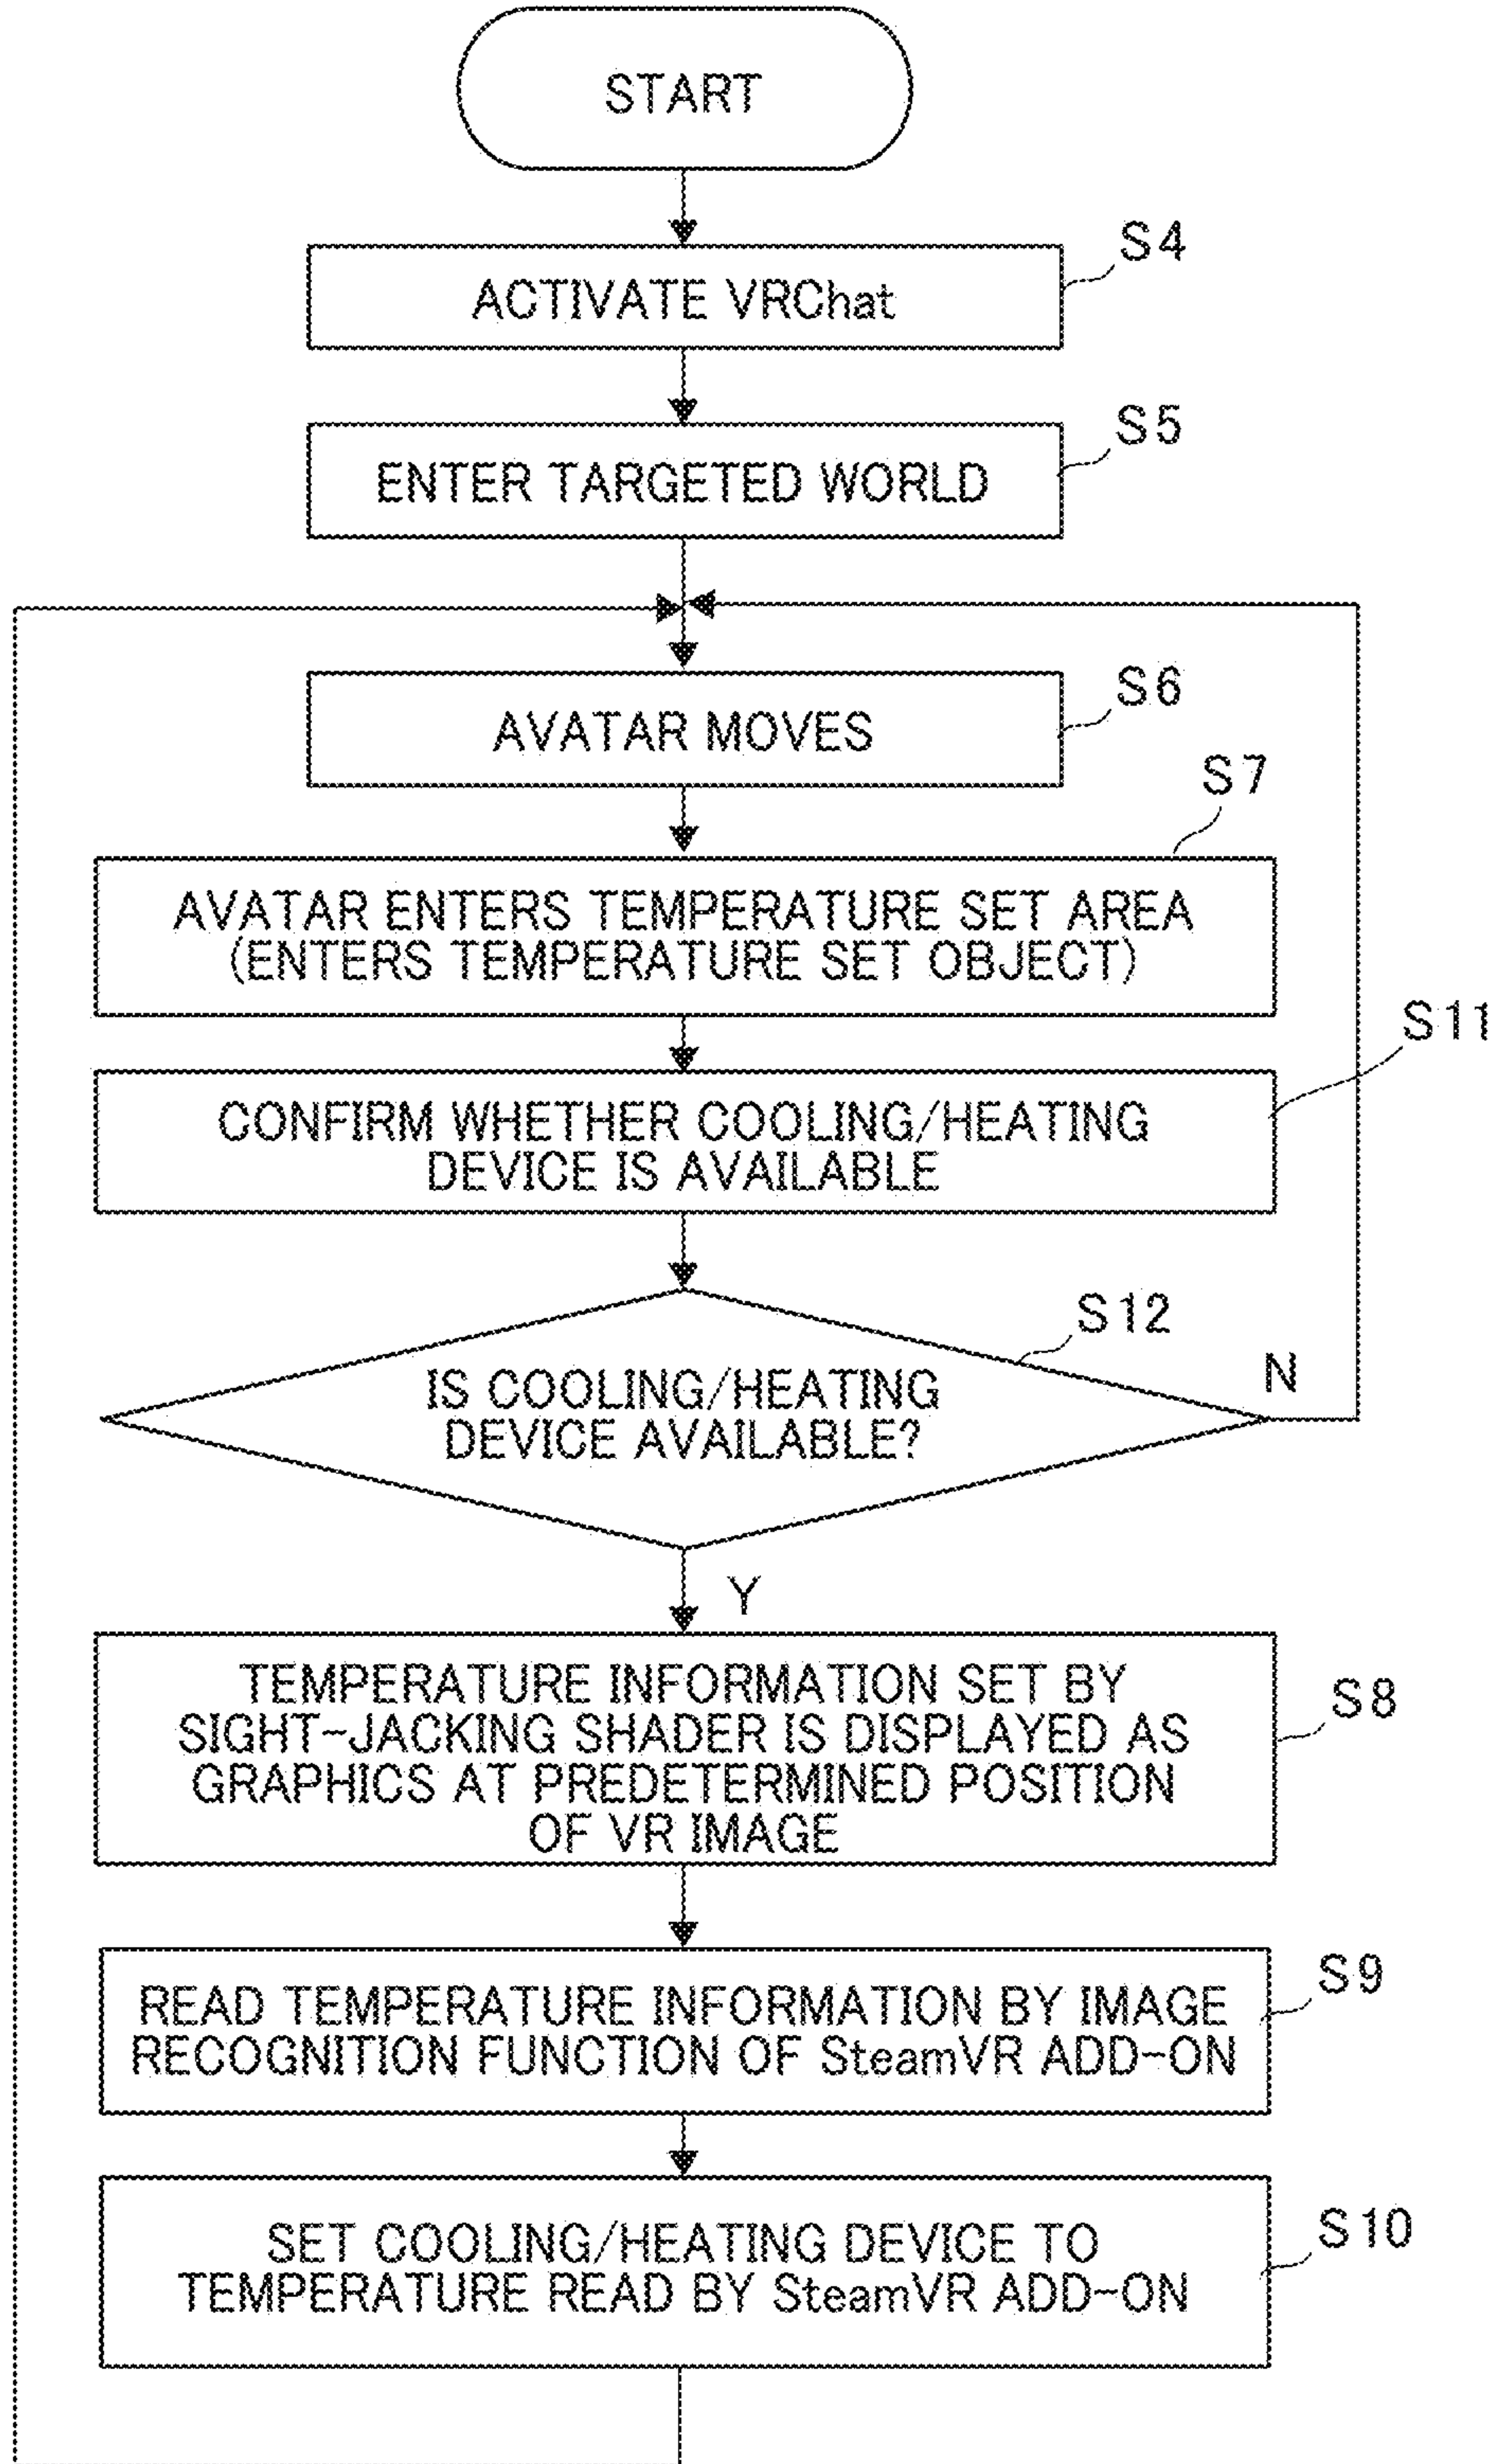 START
S4
ACTIVATE VRChat
S5
ENTER TARGETED WORLD
S6
AVATAR MOVES
S7
AVATAR ENTERS TEMPERATURE SET AREA
(ENTERS TEMPERATURE SET OBJECT)
S11
CONFIRM WHETHER COOLING/HEATING
DEVICE IS AVAILABLE
S12
IS COOLING/HEATING
DEVICE AVAILABLE?
N
Y
TEMPERATURE INFORMATION SET BY
SIGHT-JACKING SHADER IS DISPLAYED AS
GRAPHICS AT PREDETERMINED POSITION
OF VR IMAGE
S8
READ TEMPERATURE INFORMATION BY IMAGE
RECOGNITION FUNCTION OF SteamVR ADD-ON
S9
SET COOLING/HEATING DEVICE TO
TEMPERATURE READ BY SteamVR ADD-ON
S10